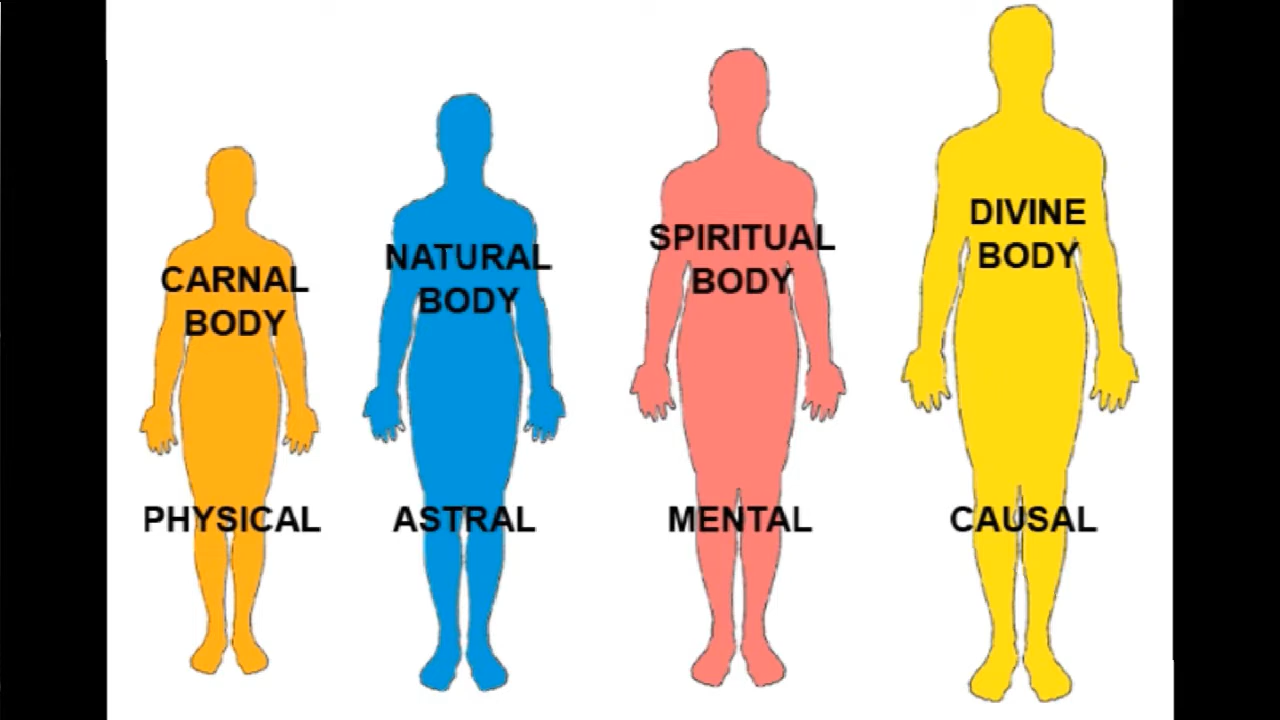 CARNAL
BODY
PHYSICAL
NATURAL
BODY
ASTRAL
SPIRITUAL
BODY
MENTAL
DIVINE
BODY
CAUSAL